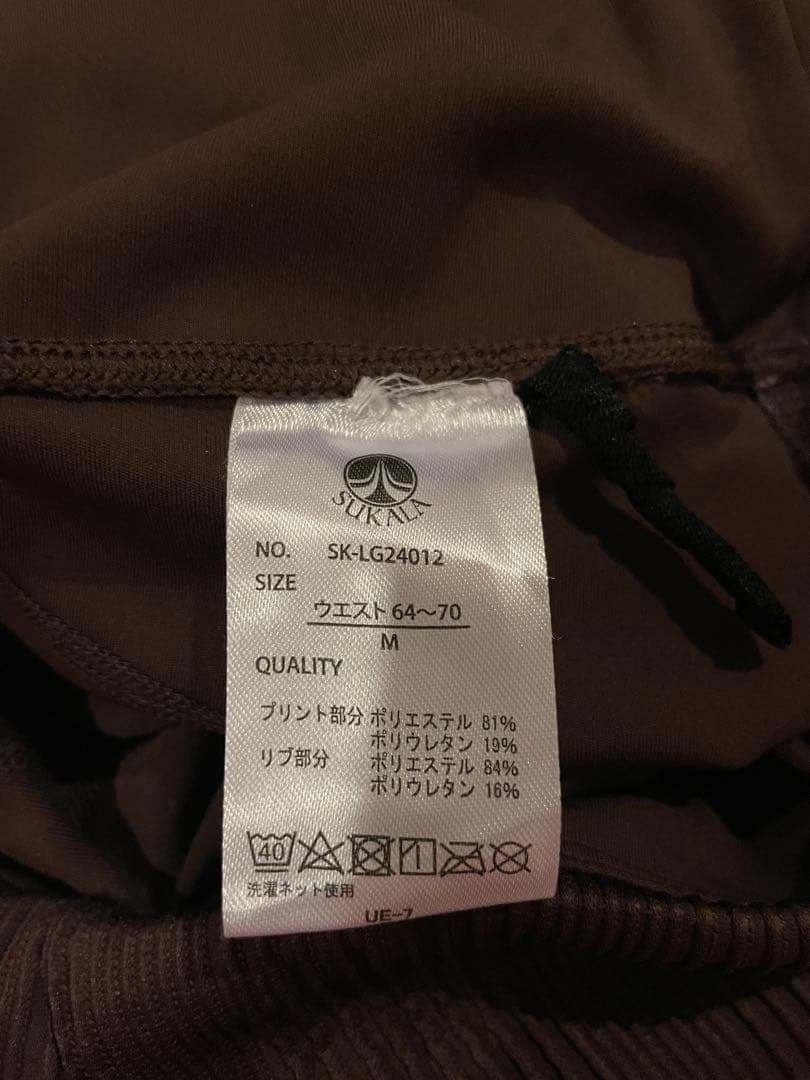 SUKALA
NO. SK-LG24012
SIZE
ウエスト 64～70
M
QUALITY
プリント部分 ポリエステル 81%
ポリウレタン 19%
リブ部分 ポリエステル 84%
ポリウレタン 16%
40
洗濯ネット使用
UE-7